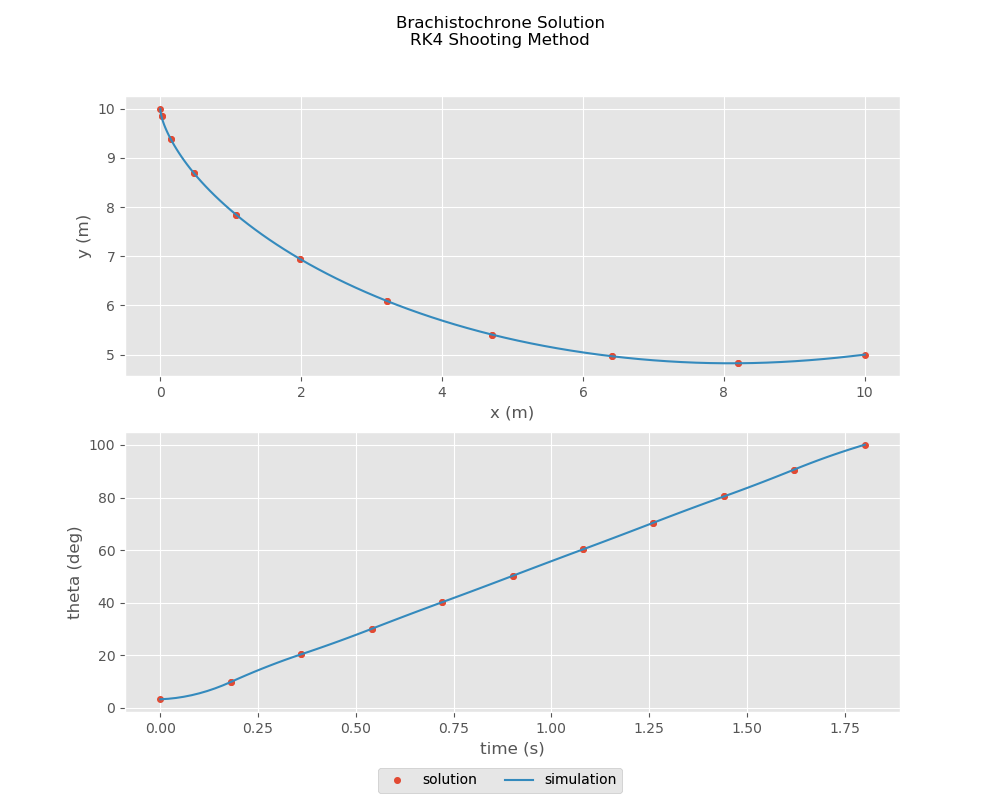 Brachistochrone Solution
RK4 Shooting Method
10
9
8
7
6
5
y (m)
0 2 4 6 8 10
x (m)
100
80
60
40
20
0
theta (deg)
0.00 0.25 0.50 0.75 1.00 1.25 1.50 1.75
time (s)
solution simulation